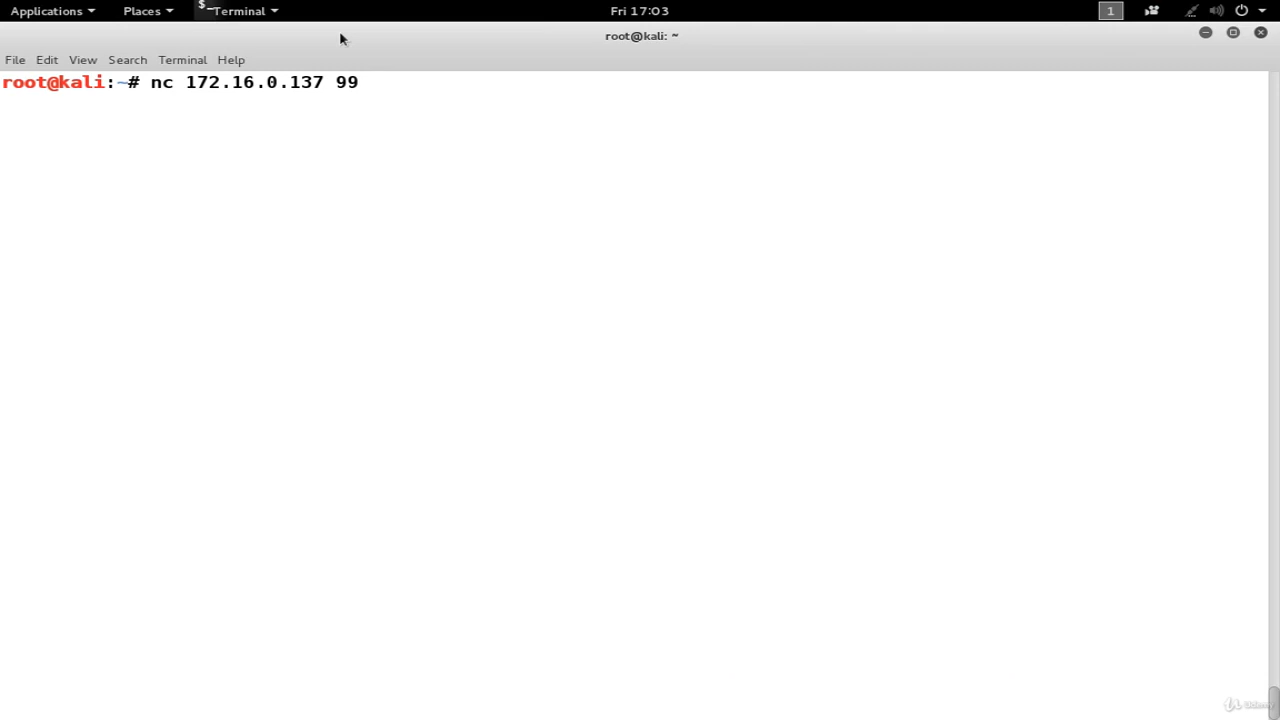 Applications Places Terminal Fri 17:03 1
root@kali: ~
File Edit View Search Terminal Help
root@kali:~# nc 172.16.0.137 99
Udemy